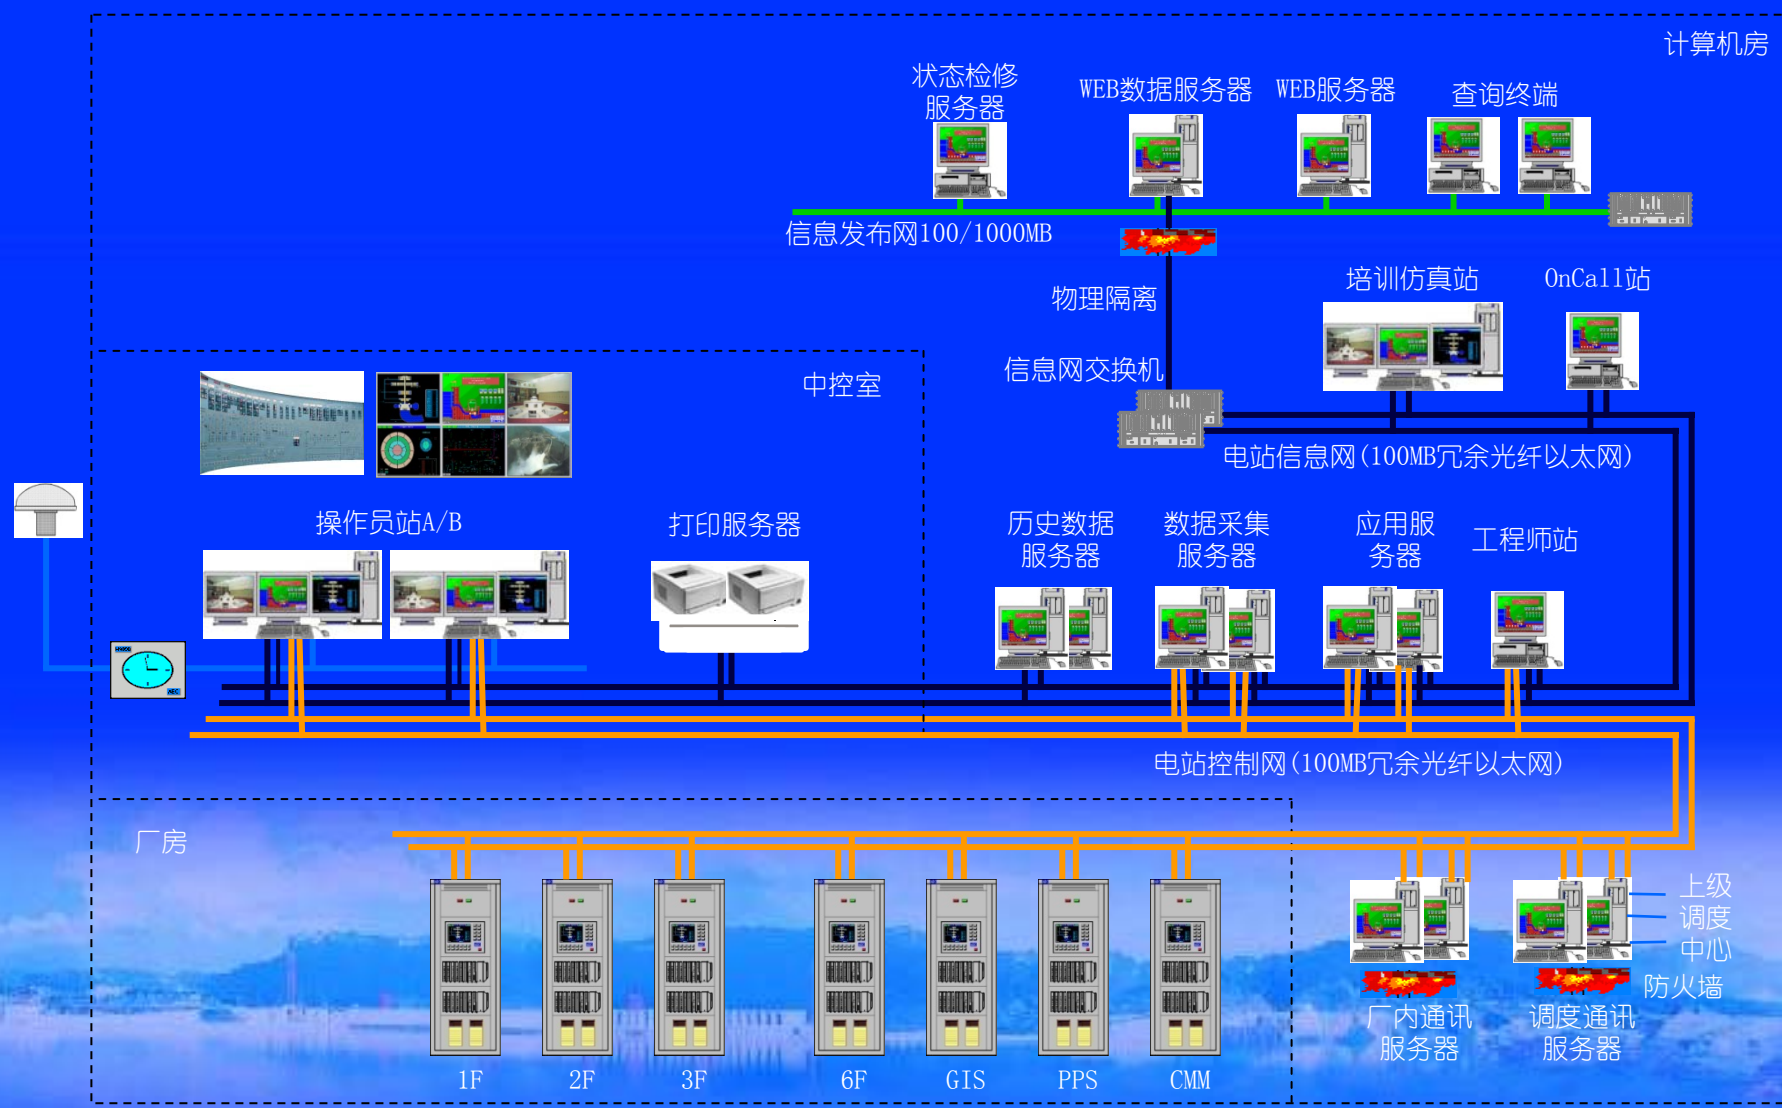 计算机房
状态检修
服务器
WEB数据服务器
WEB服务器
查询终端
信息发布网100/1000MB
物理隔离
培训仿真站
OnCall站
信息网交换机
中控室
电站信息网(100MB冗余光纤以太网)
操作员站A/B
打印服务器
历史数据
服务器
数据采集
服务器
应用服
务器
工程师站
电站控制网(100MB冗余光纤以太网)
厂房
上级
调度
中心
防火墙
厂内通讯
服务器
调度通讯
服务器
1F
2F
3F
6F
GIS
PPS
CMM